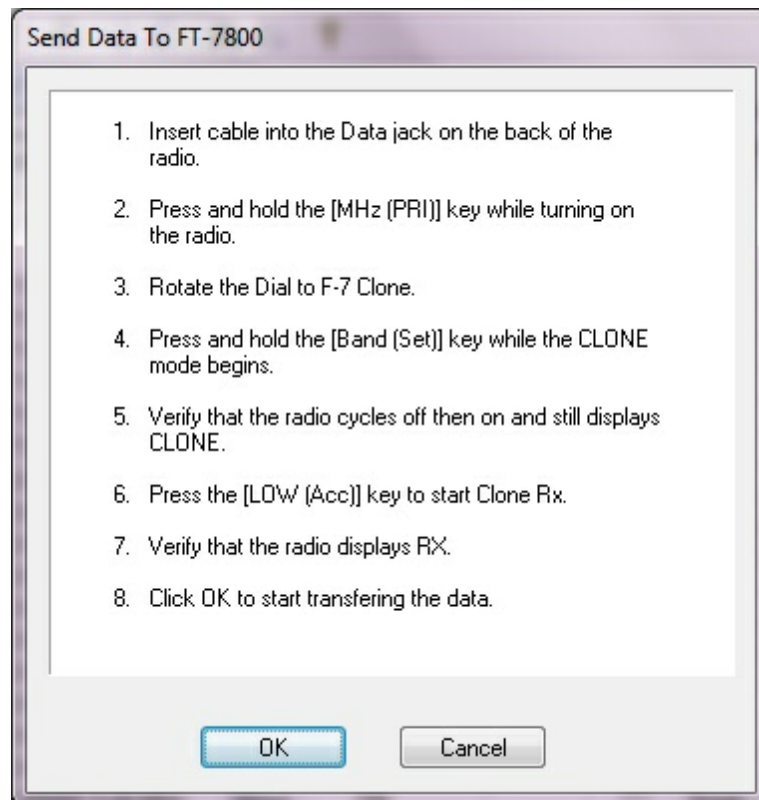 Send Data To FT-7800
1. Insert cable into the Data jack on the back of the
radio.
2. Press and hold the [MHz (PRI)] key while turning on
the radio.
3. Rotate the Dial to F-7 Clone.
4. Press and hold the [Band (Set)] key while the CLONE
mode begins.
5. Verify that the radio cycles off then on and still displays
CLONE.
6. Press the [LOW (Acc)] key to start Clone Rx.
7. Verify that the radio displays RX.
8. Click OK to start transfering the data.
OK
Cancel